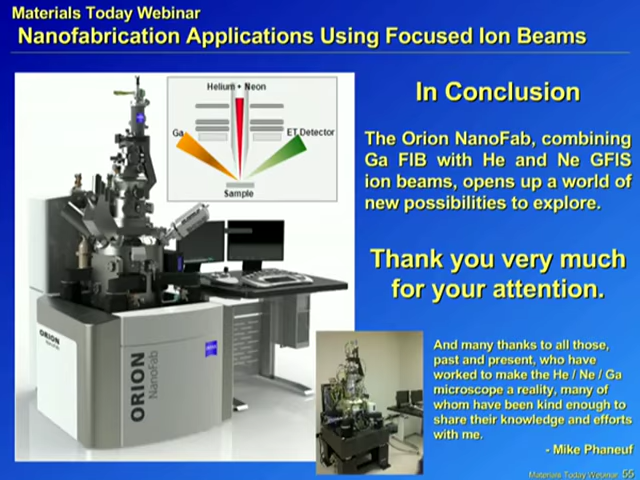 Materials Today Webinar
Nanofabrication Applications Using Focused Ion Beams
Helium • Neon
Ga
ET Detector
Sample
ORION
NanoFab
ORION
NanoFab
In Conclusion
The Orion NanoFab, combining
Ga FIB with He and Ne GFIS
ion beams, opens up a world of
new possibilities to explore.
Thank you very much
for your attention.
And many thanks to all those,
past and present, who have
worked to make the He / Ne / Ga
microscope a reality, many of
whom have been kind enough to
share their knowledge and efforts
with me.
- Mike Phaneuf
Materials Today Webinar 55